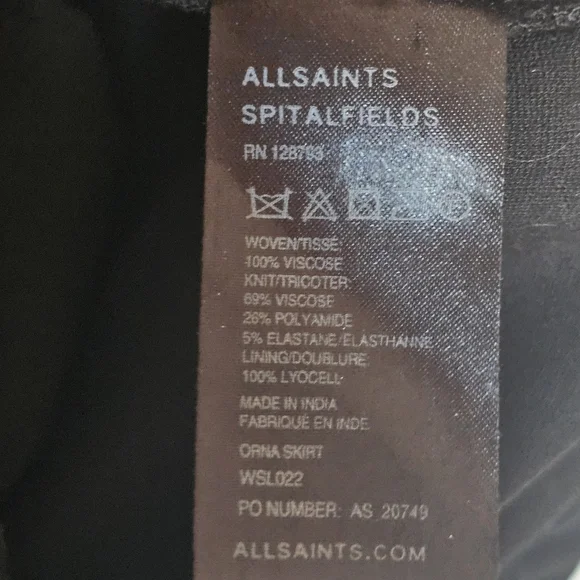 ALLSAINTS
SPITALFIELDS
RN 128793
WOVEN/TISSE:
100% VISCOSE
KNIT/TRICOTER
69% VISCOSE
26% POLYAMIDE
5% ELASTANE/ELASTHANNE
LINING/DOUBLURE
100% LYOCELL
MADE IN INDIA
FABRIQUÉ EN INDE
ORNA SKIRT
WSL022
PO NUMBER: AS 20749
ALLSAINTS.COM